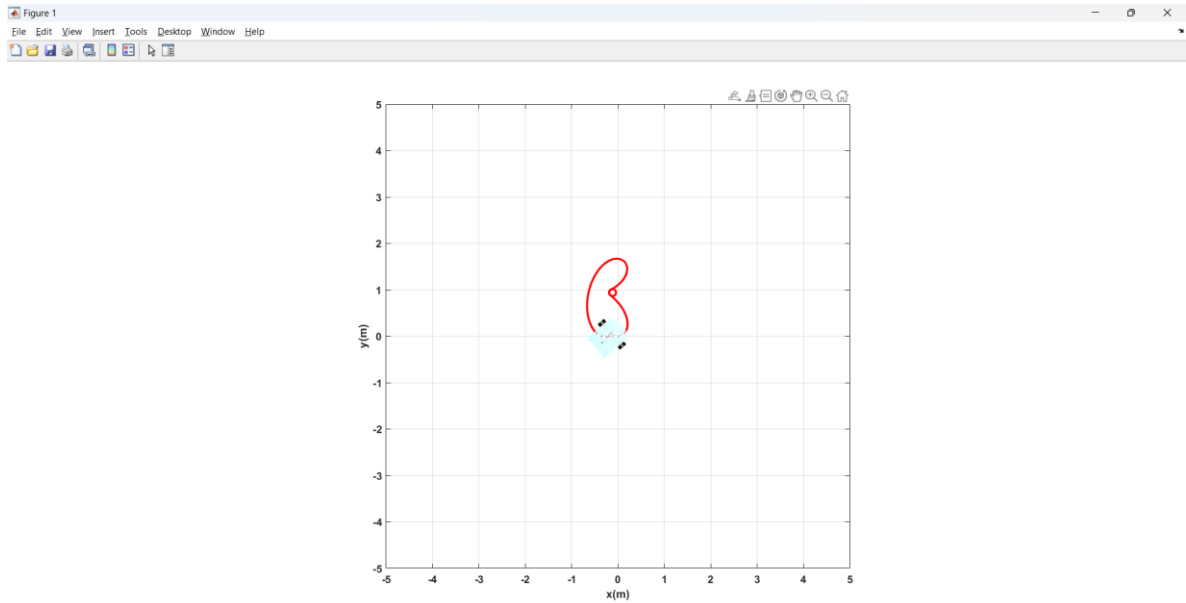 Figure 1
File Edit View Insert Tools Desktop Window Help
5
4
3
2
1
0
-1
-2
-3
-4
-5
y(m)
-5 -4 -3 -2 -1 0 1 2 3 4 5
x(m)